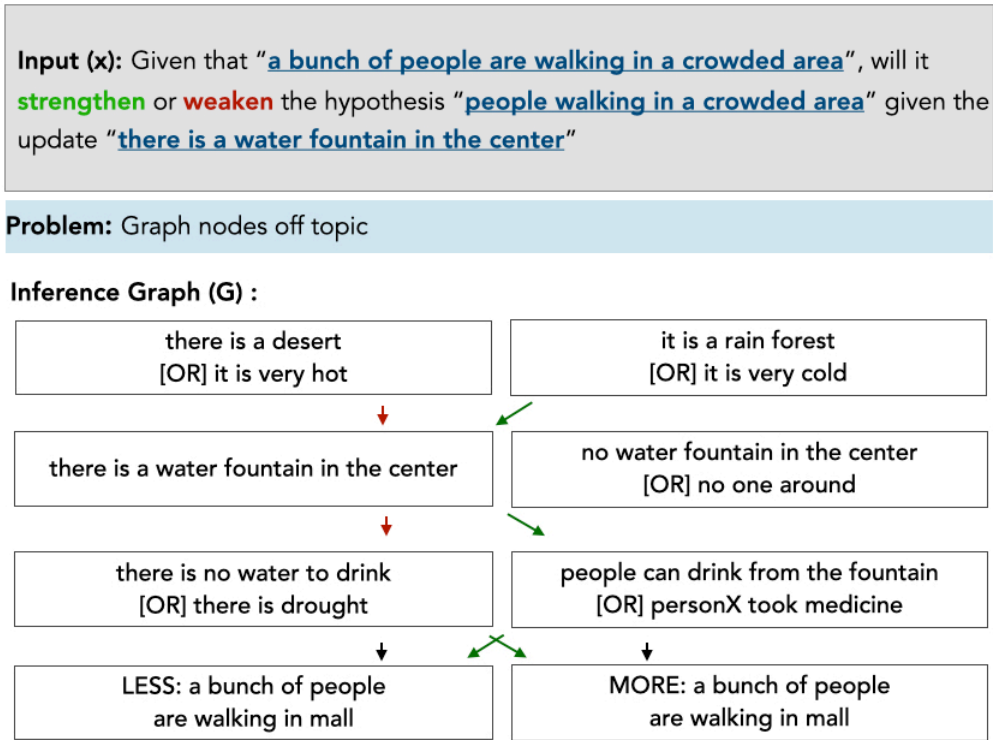 Input (x): Given that “a bunch of people are walking in a crowded area”, will it
strengthen or weaken the hypothesis “people walking in a crowded area” given the
update “there is a water fountain in the center”
Problem: Graph nodes off topic
Inference Graph (G) :
there is a desert
[OR] it is very hot
it is a rain forest
[OR] it is very cold
there is a water fountain in the center
no water fountain in the center
[OR] no one around
there is no water to drink
[OR] there is drought
people can drink from the fountain
[OR] personX took medicine
LESS: a bunch of people
are walking in mall
MORE: a bunch of people
are walking in mall